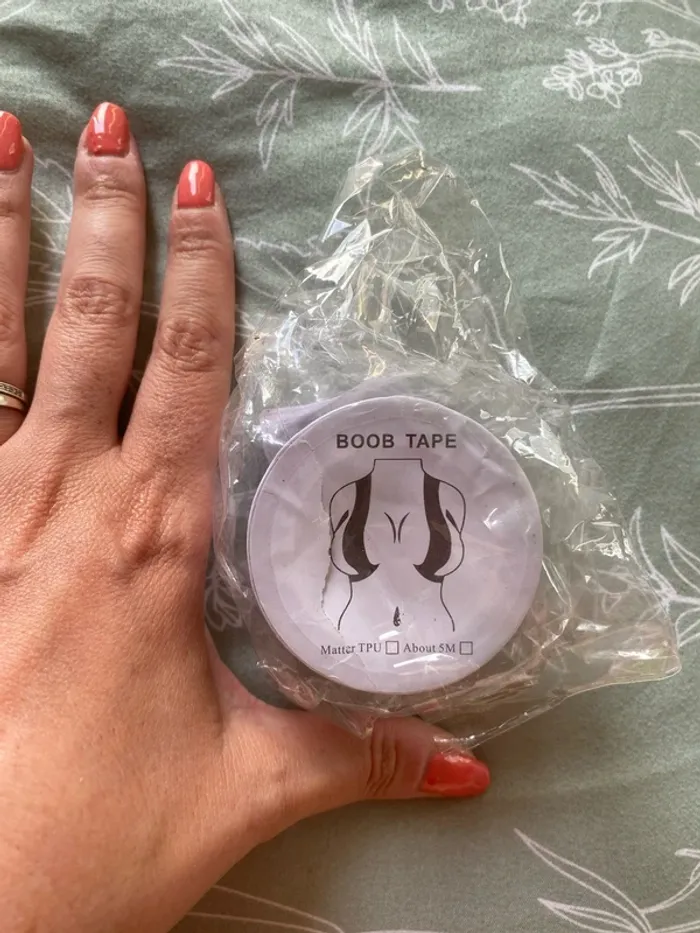 BOOB TAPE
Matter TPU □ About 5M □